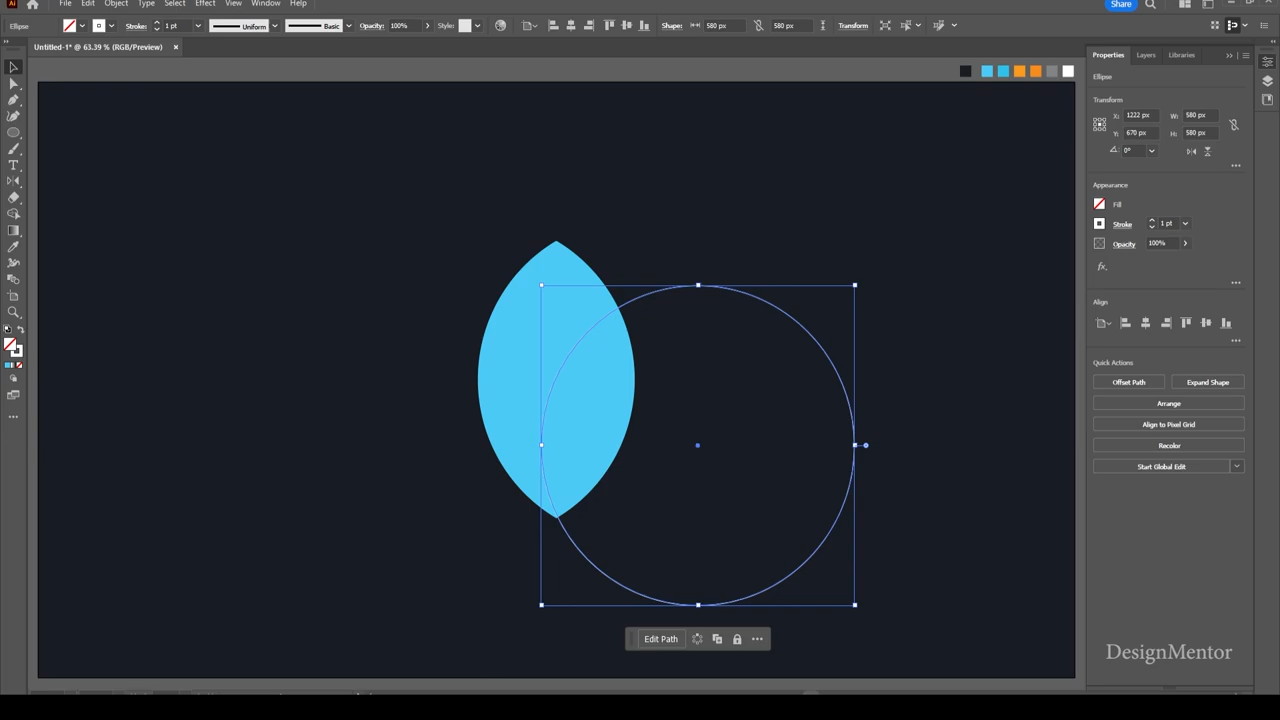 Ai File Edit Object Type Select Effect View Window Help Share
Ellipse Stroke: 1 pt Uniform Basic Opacity: 100% Style: Shape: 580 px 580 px Transform
Untitled-1* @ 63.39 % (RGB/Preview) ×
Properties Layers Libraries
Ellipse
Transform
X: 1222 px W: 580 px
Y: 670 px H: 580 px
0°
Appearance
Fill
Stroke 1 pt
Opacity 100%
fx.
Align
Quick Actions
Offset Path Expand Shape
Arrange
Align to Pixel Grid
Recolor
Start Global Edit
Edit Path
DesignMentor